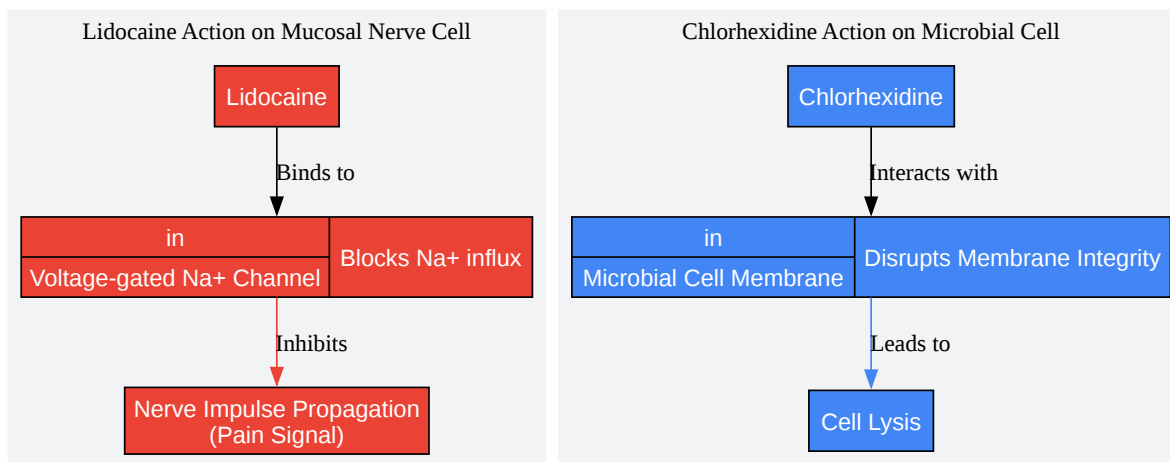 Lidocaine Action on Mucosal Nerve Cell
Lidocaine
Binds to
in
Voltage-gated Na+ Channel
Blocks Na+ influx
Inhibits
Nerve Impulse Propagation
(Pain Signal)
Chlorhexidine Action on Microbial Cell
Chlorhexidine
Interacts with
in
Microbial Cell Membrane
Disrupts Membrane Integrity
Leads to
Cell Lysis